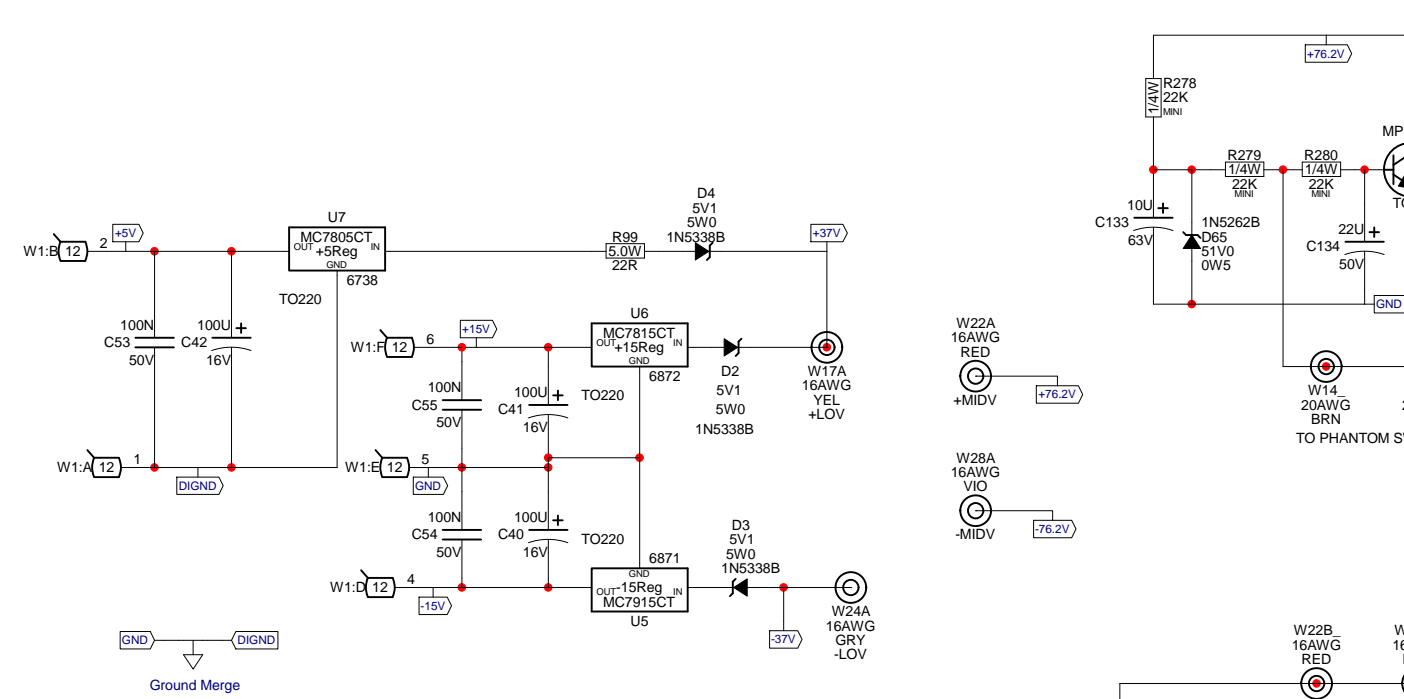 +76.2V
R278
1/4W
22K
MINI
MP
R279
1/4W
22K
MINI
R280
1/4W
22K
MINI
TO
10U
C133
63V
1N5262B
D65
51V0
0W5
22U
C134
50V
GND
D4
5V1
5W0
1N5338B
U7
MC7805CT
OUT IN
+5Reg
GND
6738
TO220
R99
5.0W
22R
+37V
W1:B 12 2
+5V
100N
C53
50V
100U
C42
16V
W1:A 12 1
DIGND
W1:F 12 6
+15V
U6
MC7815CT
OUT +15Reg IN
GND
6872
TO220
D2
5V1
5W0
1N5338B
W17A
16AWG
YEL
+LOV
100N
C55
50V
100U
C41
16V
W1:E 12 5
GND
100N
C54
50V
100U
C40
16V
TO220
6871
GND
OUT -15Reg IN
MC7915CT
U5
D3
5V1
5W0
1N5338B
W1:D 12 4
-15V
-37V
W24A
16AWG
GRY
-LOV
GND DIGND
Ground Merge
W22A
16AWG
RED
+MIDV
+76.2V
W28A
16AWG
VIO
-MIDV
-76.2V
W14_
20AWG
BRN
TO PHANTOM S
W22B_
16AWG
RED